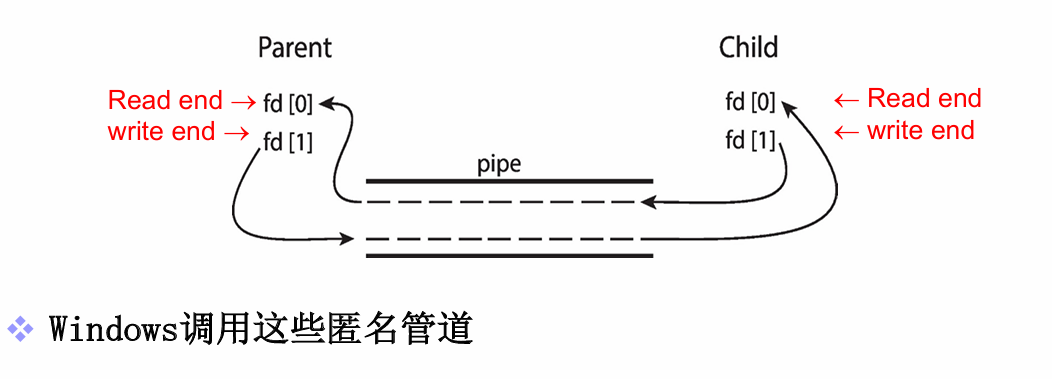 Parent Child
Read end → fd [0] fd [0] ← Read end
write end → fd [1] fd [1] ← write end
pipe
Windows调用这些匿名管道